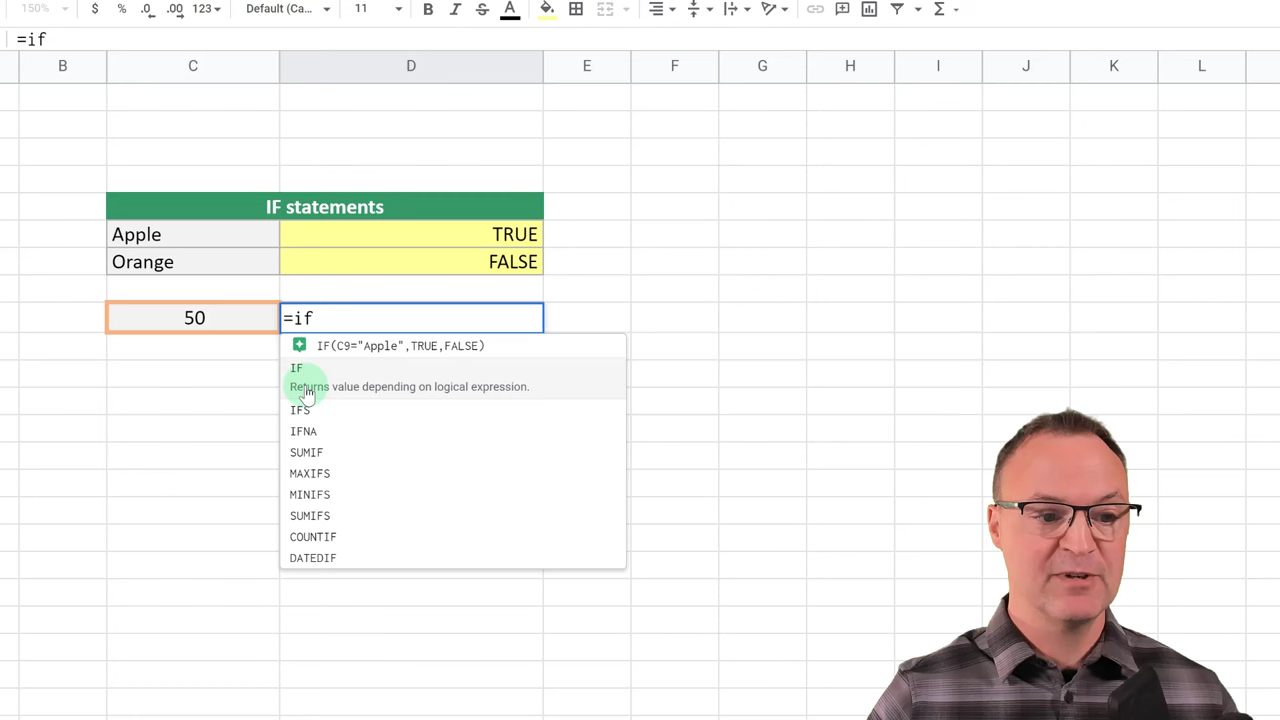 150% $ % .0 .00 123 Default (Ca... 11 B I S A Σ
=if
B C D E F G H I J K L
IF statements
Apple TRUE
Orange FALSE
50 =if
IF(C9="Apple",TRUE,FALSE)
IF
Returns value depending on logical expression.
IFS
IFNA
SUMIF
MAXIFS
MINIFS
SUMIFS
COUNTIF
DATEDIF